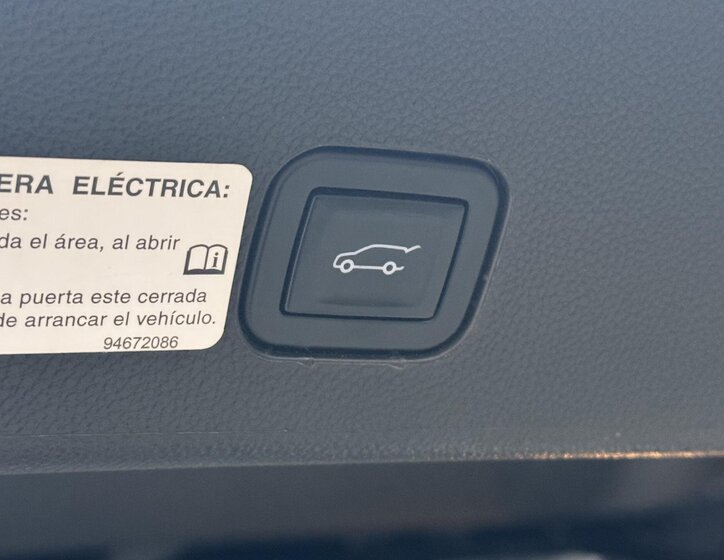 ERA ELÉCTRICA:
es:
da el área, al abrir
i
a puerta este cerrada
de arrancar el vehículo.
94672086